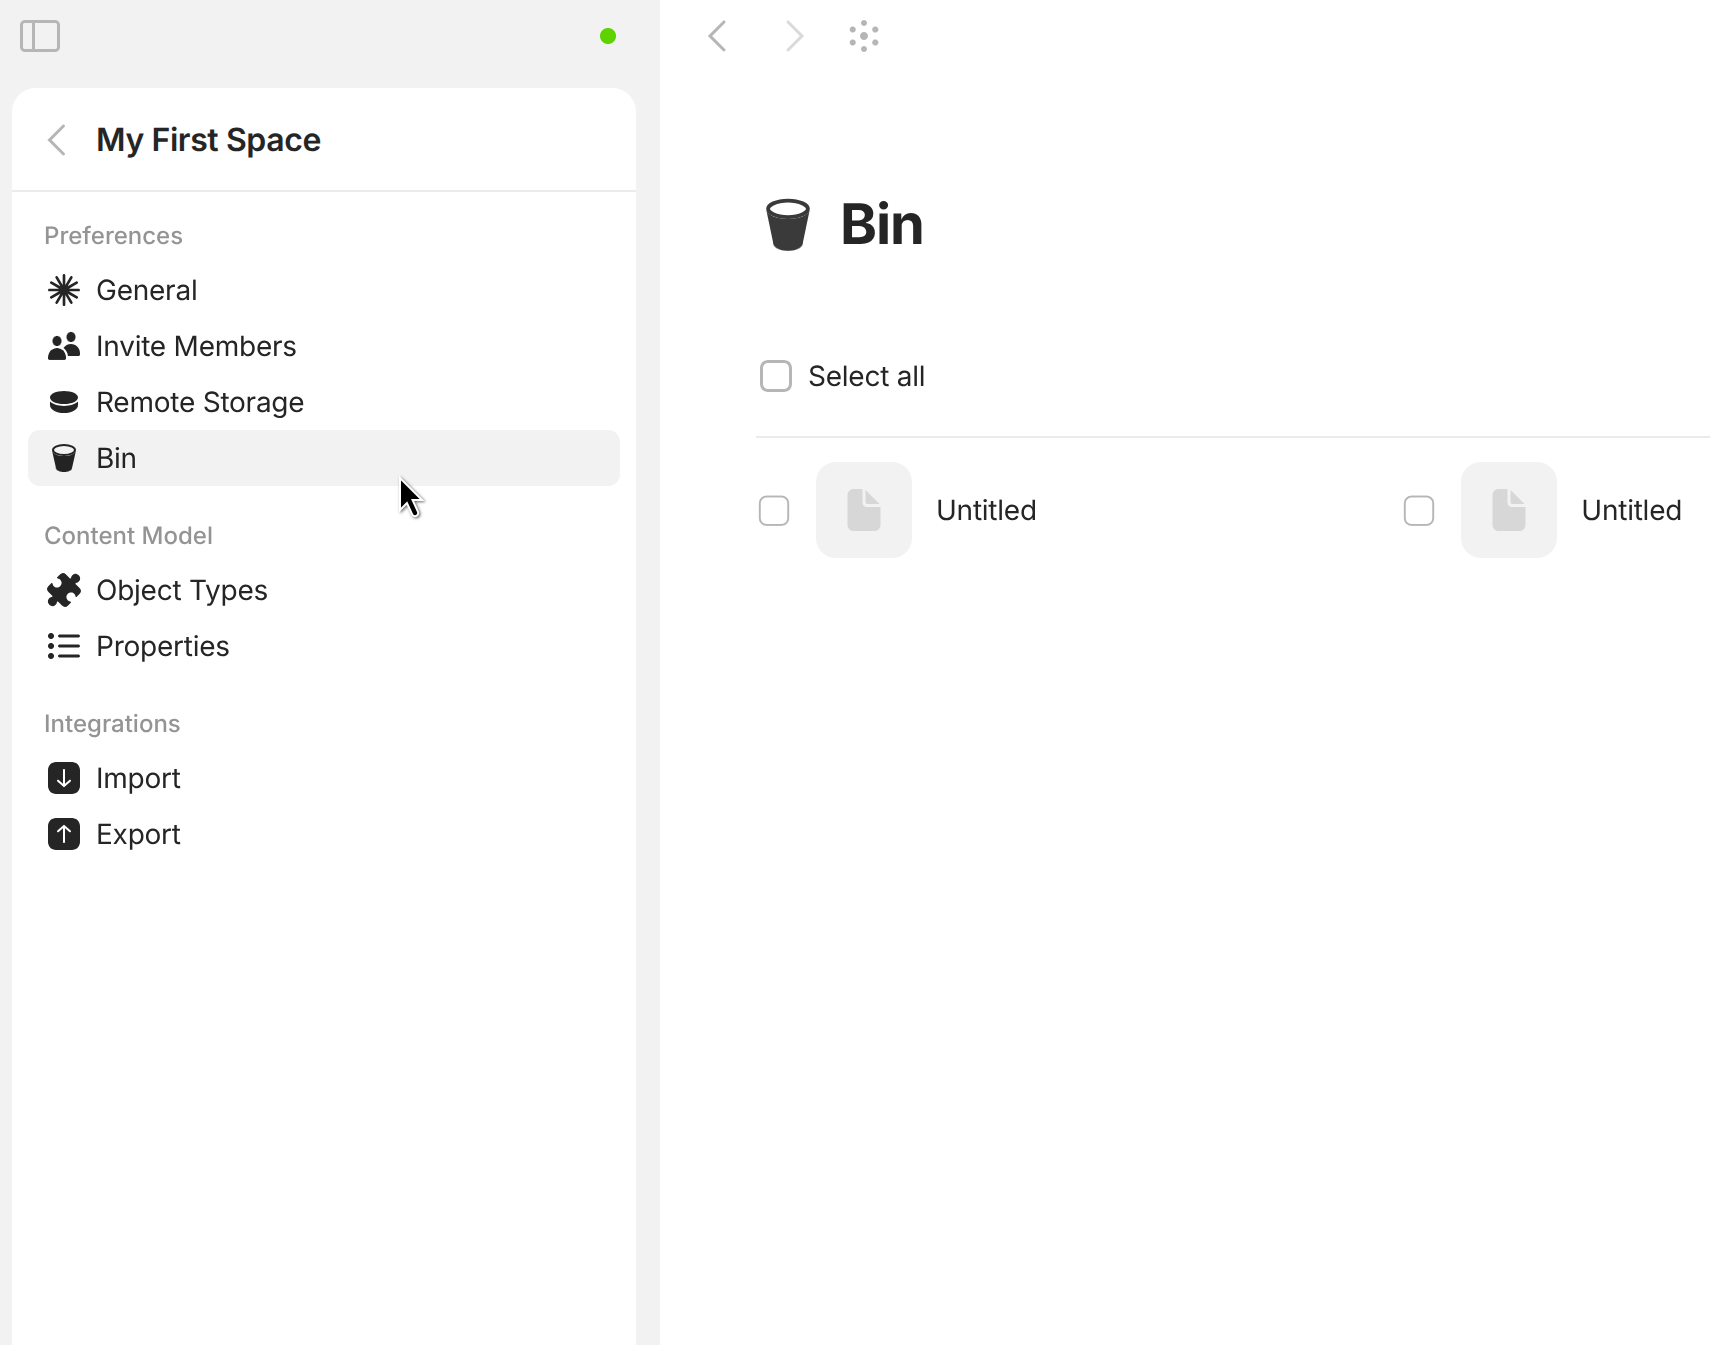 My First Space
Preferences
General
Invite Members
Remote Storage
Bin
Content Model
Object Types
Properties
Integrations
Import
Export
Bin
Select all
Untitled
Untitled